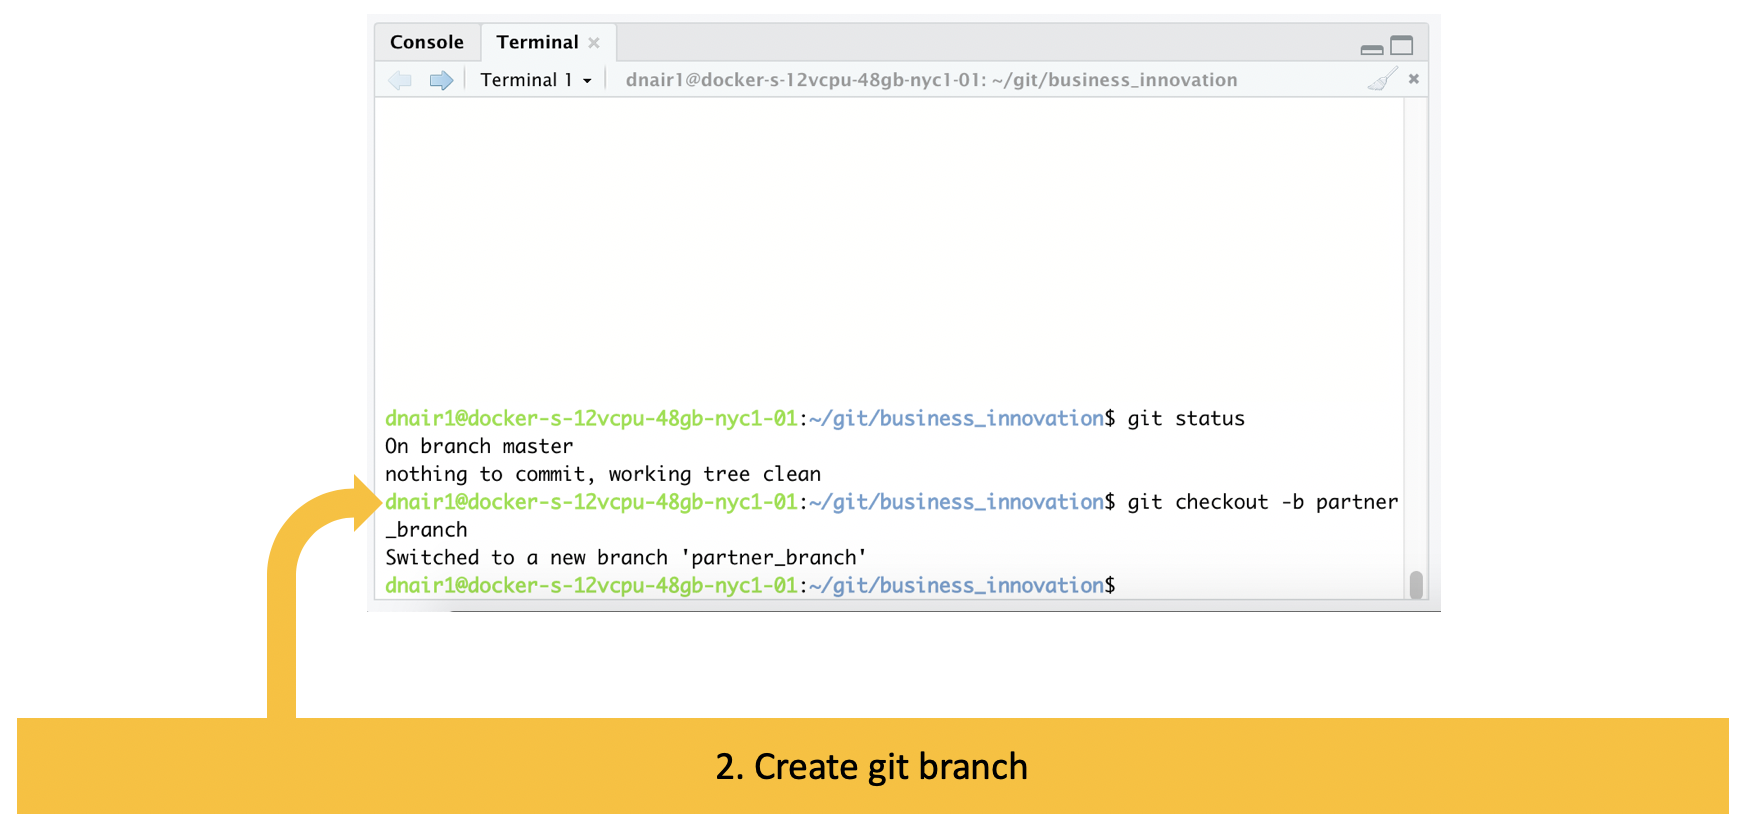 Console Terminal
Terminal 1 dnair1@docker-s-12vcpu-48gb-nyc1-01: ~/git/business_innovation
dnair1@docker-s-12vcpu-48gb-nyc1-01:~/git/business_innovation$ git status
On branch master
nothing to commit, working tree clean
dnair1@docker-s-12vcpu-48gb-nyc1-01:~/git/business_innovation$ git checkout -b partner
_branch
Switched to a new branch 'partner_branch'
dnair1@docker-s-12vcpu-48gb-nyc1-01:~/git/business_innovation$
2. Create git branch